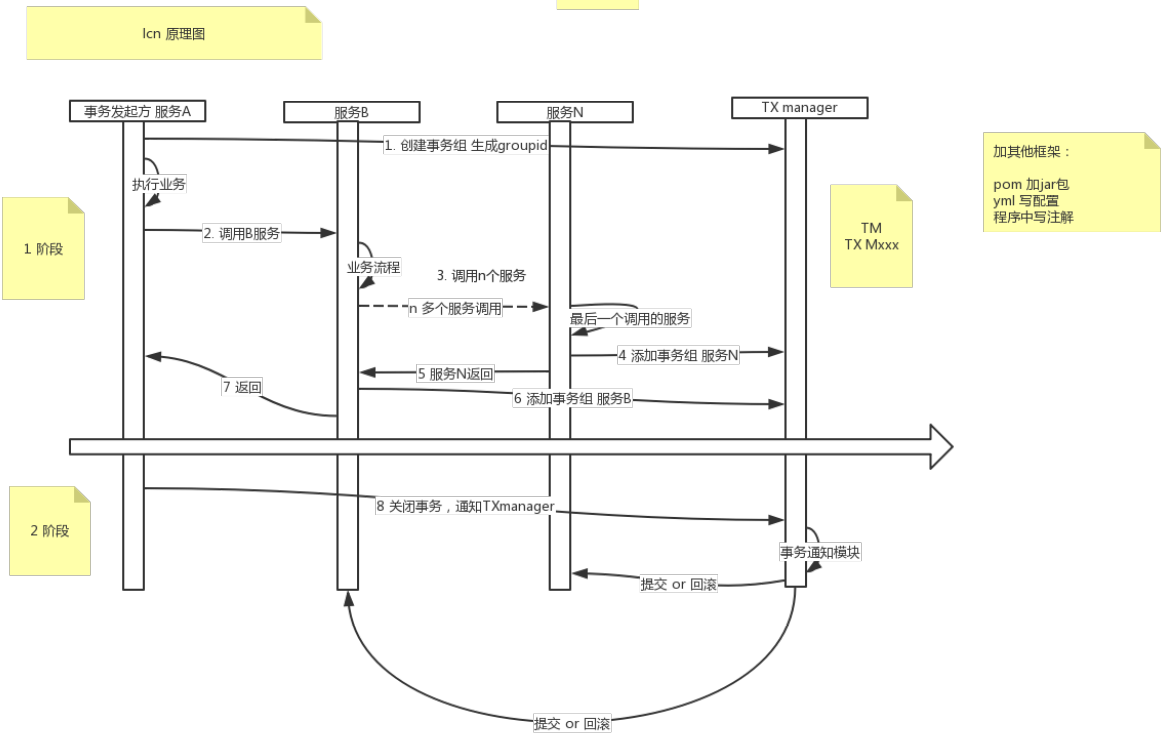 lcn 原理图
事务发起方 服务A
服务B
服务N
TX manager
1. 创建事务组 生成groupid
加其他框架：
pom 加jar包
yml 写配置
程序中写注解
执行业务
1 阶段
2. 调用B服务
TM
TX Mxxx
业务流程
3. 调用n个服务
n 多个服务调用
最后一个调用的服务
4 添加事务组 服务N
5 服务N返回
7 返回
6 添加事务组 服务B
2 阶段
8 关闭事务，通知TXmanager
事务通知模块
提交 or 回滚
提交 or 回滚